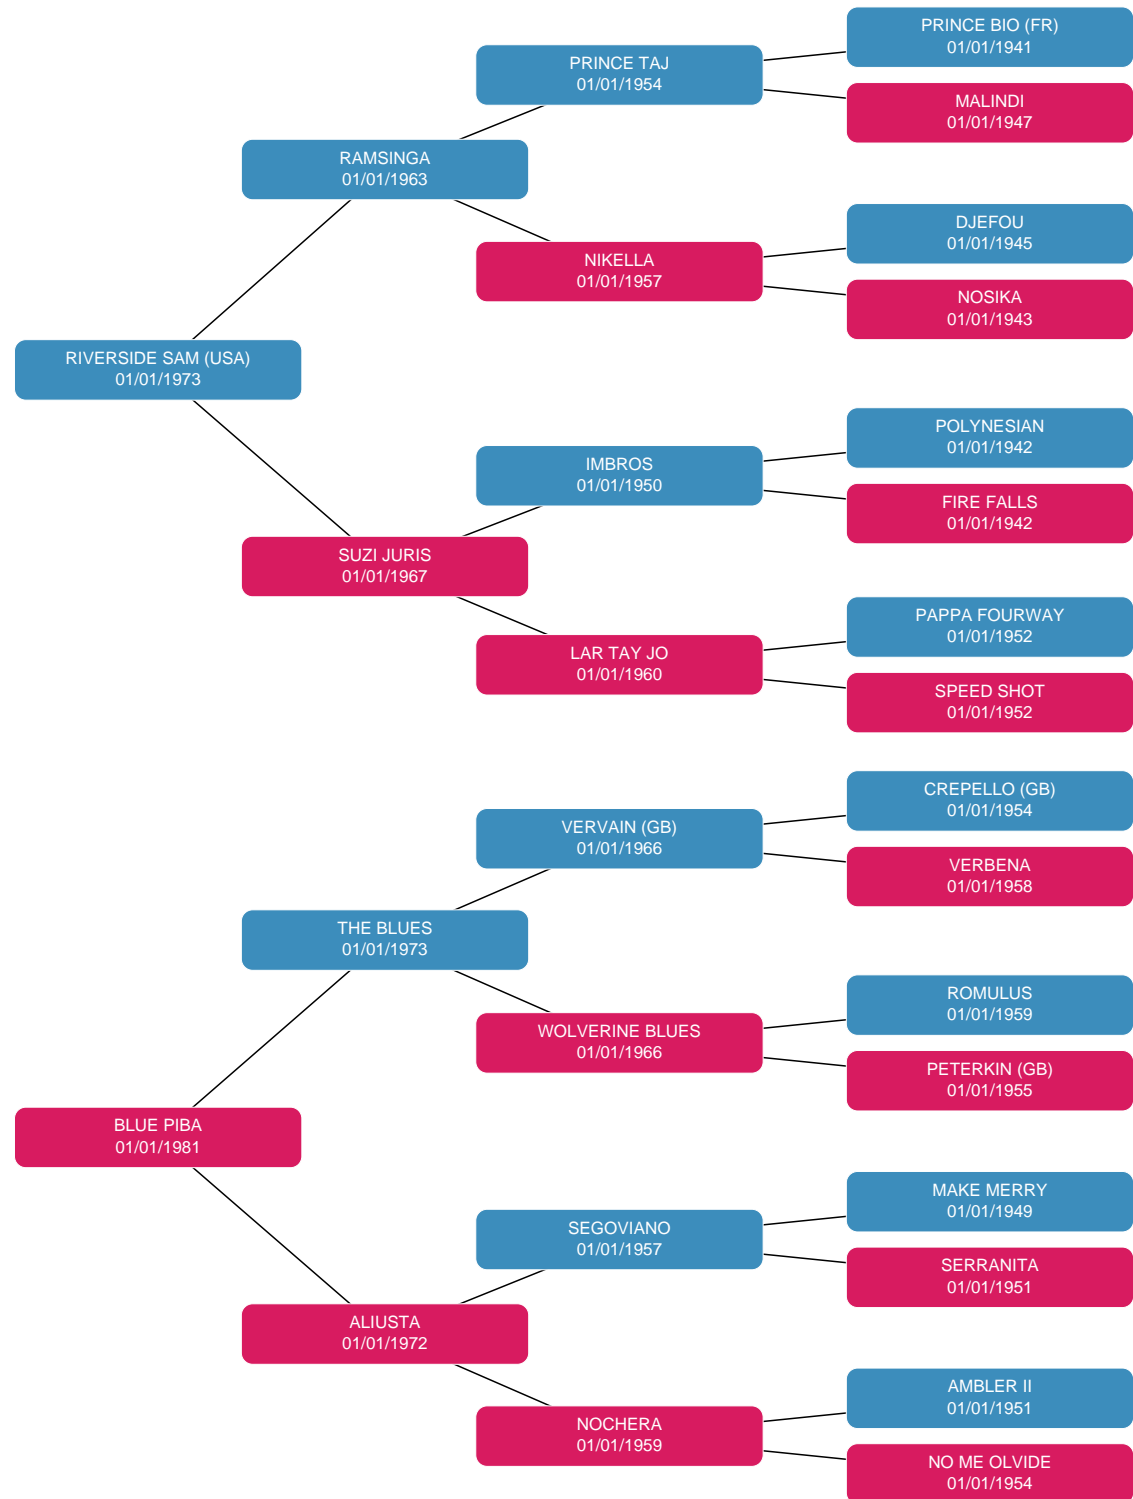 PRINCE BIO (FR)
01/01/1941
PRINCE TAJ
01/01/1954
MALINDI
01/01/1947
RAMSINGA
01/01/1963
DJEFOU
01/01/1945
NIKELLA
01/01/1957
NOSIKA
01/01/1943
RIVERSIDE SAM (USA)
01/01/1973
POLYNESIAN
01/01/1942
IMBROS
01/01/1950
FIRE FALLS
01/01/1942
SUZI JURIS
01/01/1967
PAPPA FOURWAY
01/01/1952
LAR TAY JO
01/01/1960
SPEED SHOT
01/01/1952
CREPELLO (GB)
01/01/1954
VERVAIN (GB)
01/01/1966
VERBENA
01/01/1958
THE BLUES
01/01/1973
ROMULUS
01/01/1959
WOLVERINE BLUES
01/01/1966
PETERKIN (GB)
01/01/1955
BLUE PIBA
01/01/1981
MAKE MERRY
01/01/1949
SEGOVIANO
01/01/1957
SERRANITA
01/01/1951
ALIUSTA
01/01/1972
AMBLER II
01/01/1951
NOCHERA
01/01/1959
NO ME OLVIDE
01/01/1954